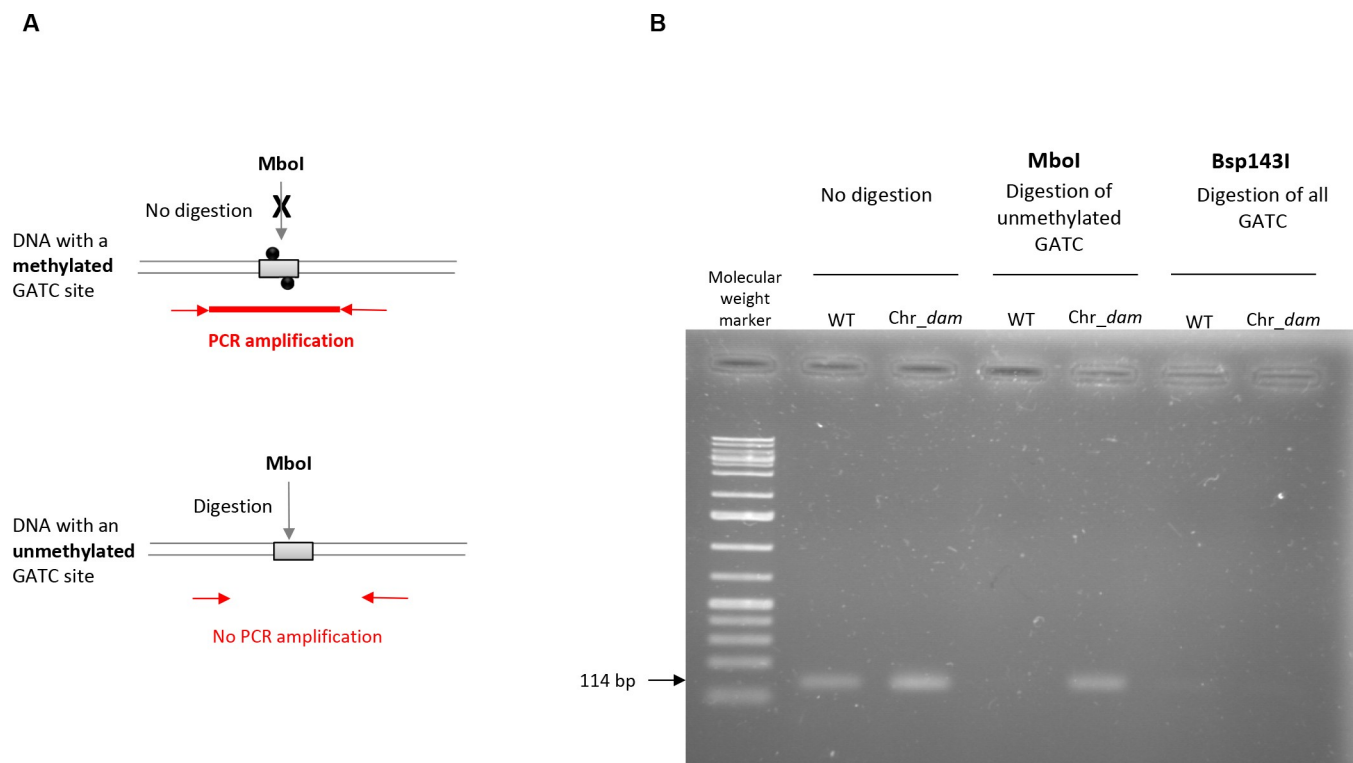 A
MboI
No digestion
X
DNA with a
methylated
GATC site
PCR amplification
MboI
Digestion
DNA with an
unmethylated
GATC site
No PCR amplification
B
MboI
Bsp143I
No digestion
Digestion of
unmethylated
GATC
Digestion of all
GATC
Molecular
weight
marker
WT
Chr_dam
WT
Chr_dam
WT
Chr_dam
114 bp